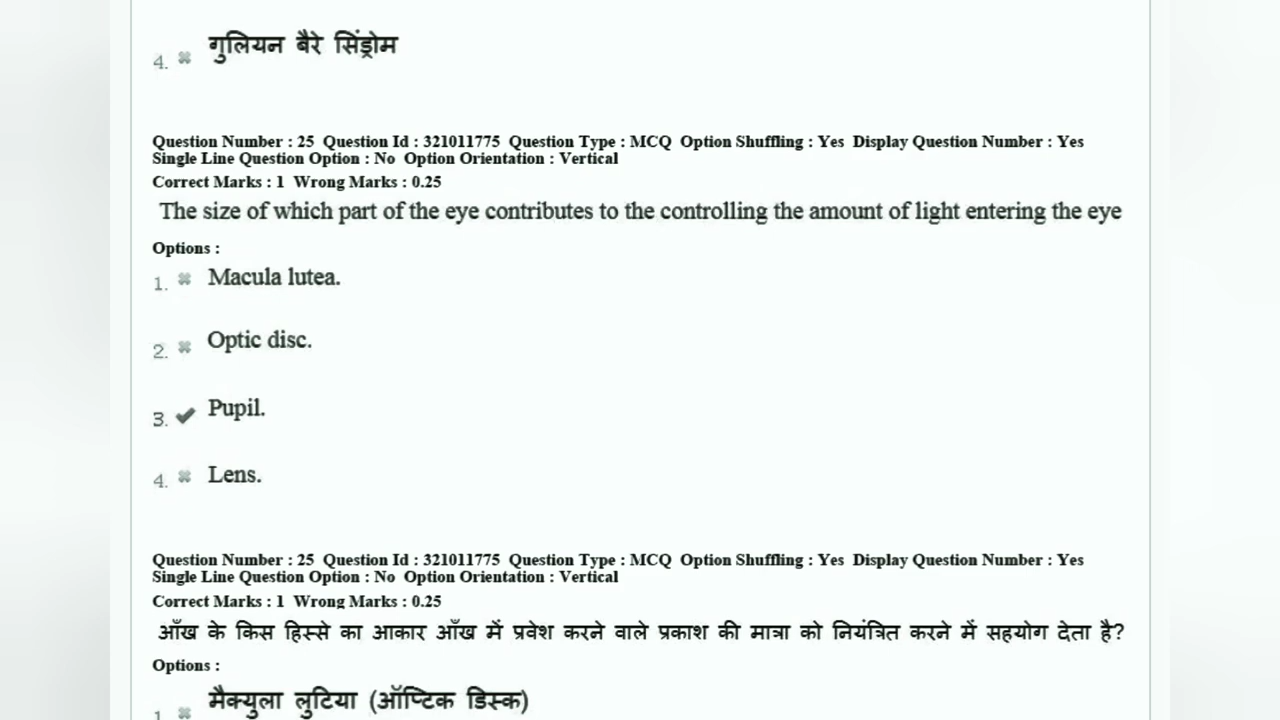 4. गुलियन बैरे सिंड्रोम
Question Number : 25 Question Id : 321011775 Question Type : MCQ Option Shuffling : Yes Display Question Number : Yes
Single Line Question Option : No Option Orientation : Vertical
Correct Marks : 1 Wrong Marks : 0.25
The size of which part of the eye contributes to the controlling the amount of light entering the eye
Options :
1. Macula lutea.
2. Optic disc.
3. Pupil.
4. Lens.
Question Number : 25 Question Id : 321011775 Question Type : MCQ Option Shuffling : Yes Display Question Number : Yes
Single Line Question Option : No Option Orientation : Vertical
Correct Marks : 1 Wrong Marks : 0.25
आँख के किस हिस्से का आकार आँख में प्रवेश करने वाले प्रकाश की मात्रा को नियंत्रित करने में सहयोग देता है?
Options :
1. मैक्युला लुटिया (ऑप्टिक डिस्क)